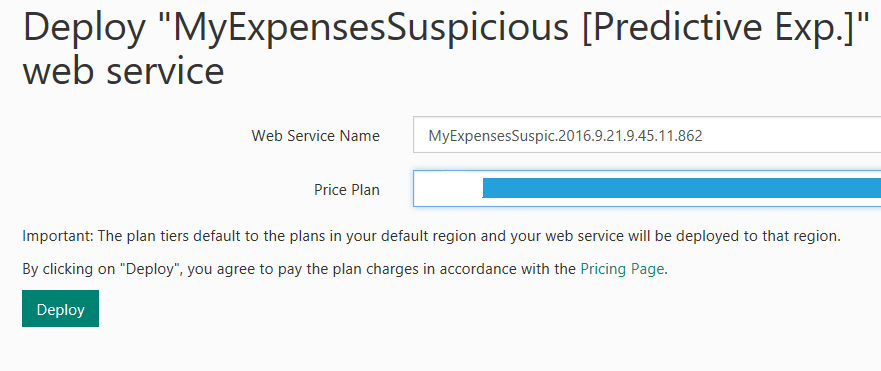 Deploy "MyExpensesSuspicious [Predictive Exp.]"
web service
Web Service Name
MyExpensesSuspic.2016.9.21.9.45.11.862
Price Plan
Important: The plan tiers default to the plans in your default region and your web service will be deployed to that region.
By clicking on "Deploy", you agree to pay the plan charges in accordance with the Pricing Page.
Deploy